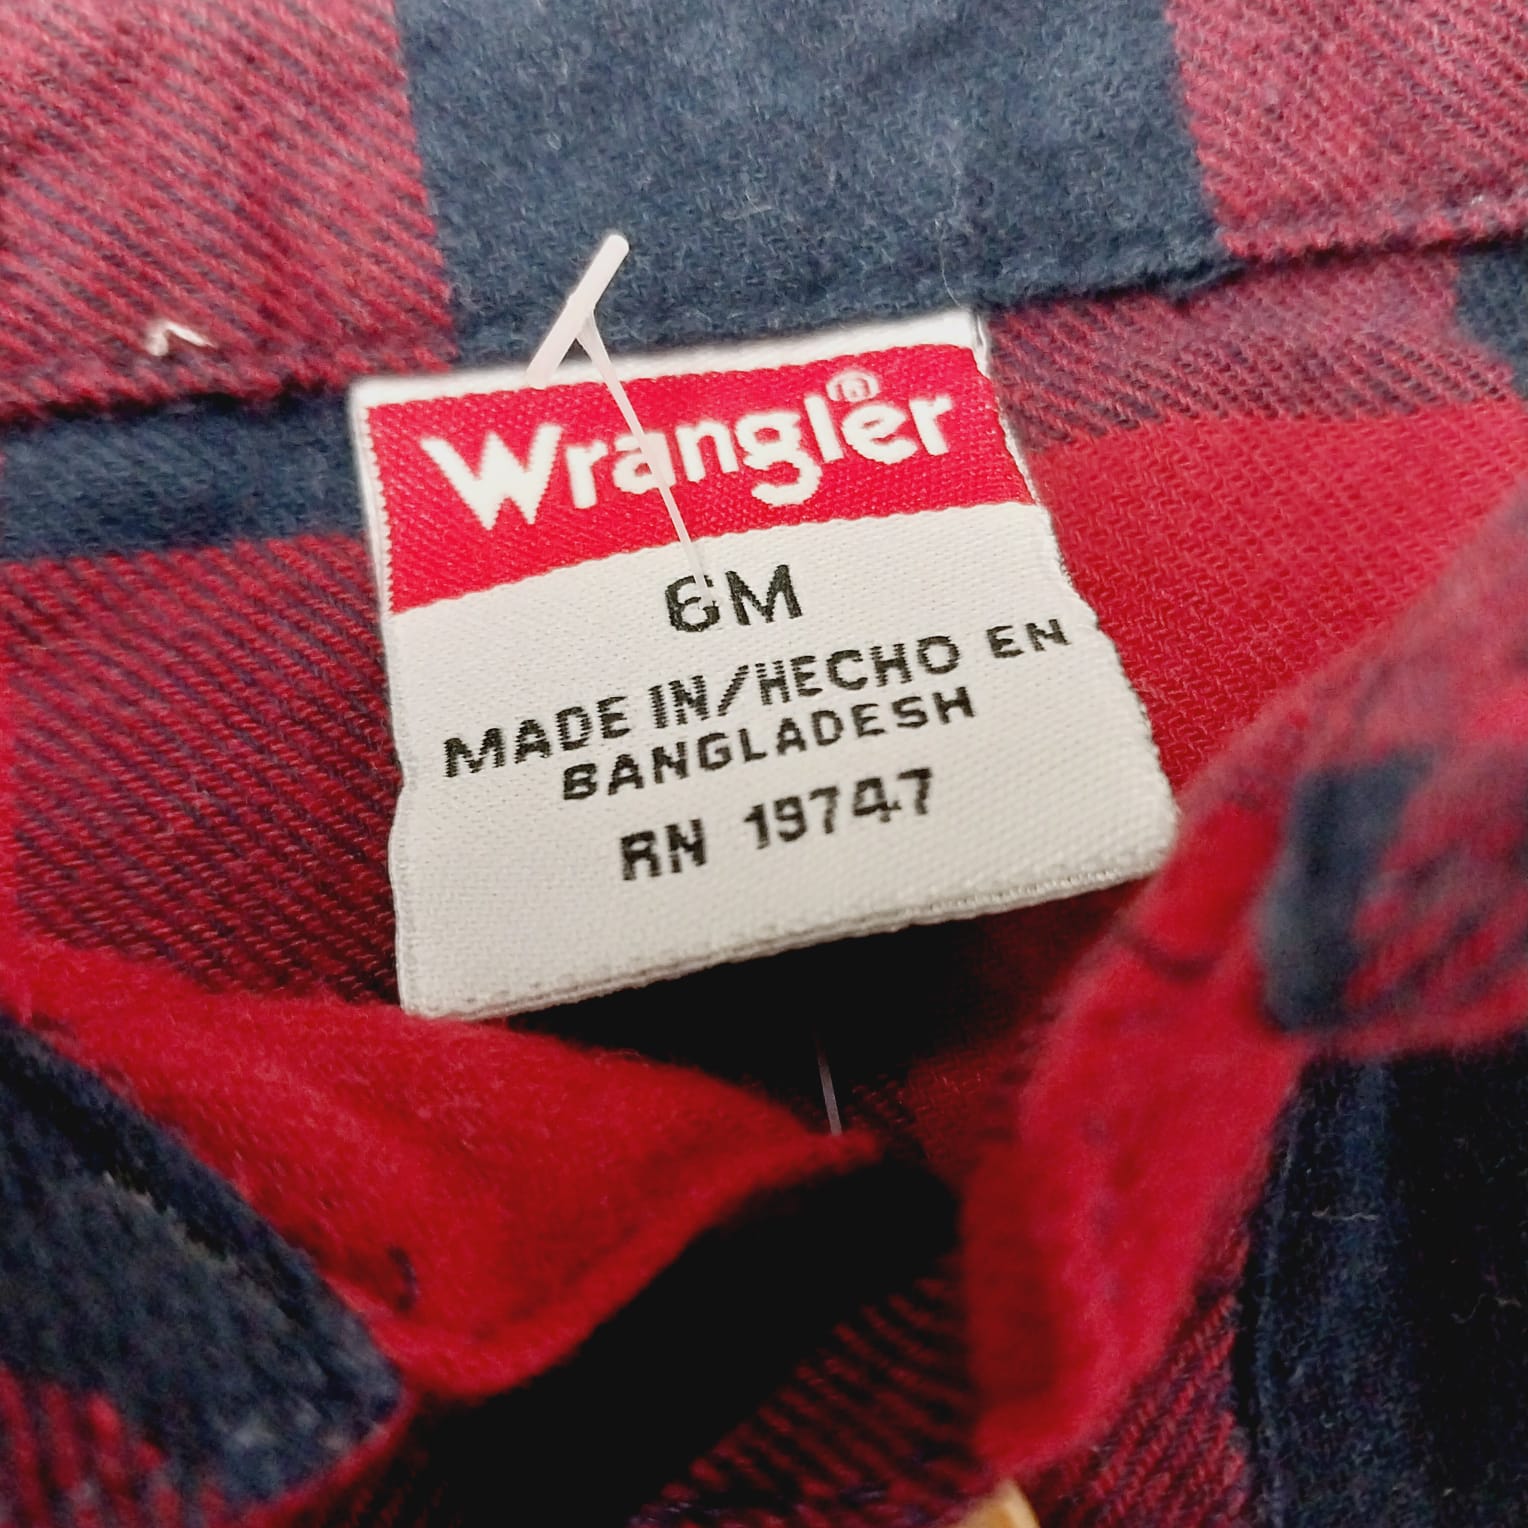 Wrangler®
6M
MADE IN/HECHO EN
BANGLADESH
RN 19747